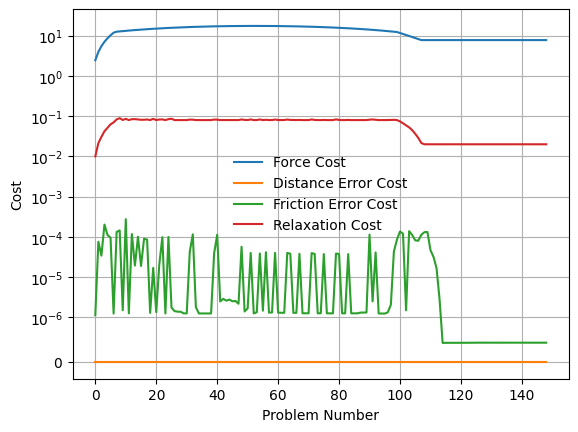 Cost
10¹
10⁰
10⁻¹
10⁻²
10⁻³
10⁻⁴
10⁻⁵
10⁻⁶
0
Force Cost
Distance Error Cost
Friction Error Cost
Relaxation Cost
0 20 40 60 80 100 120 140
Problem Number